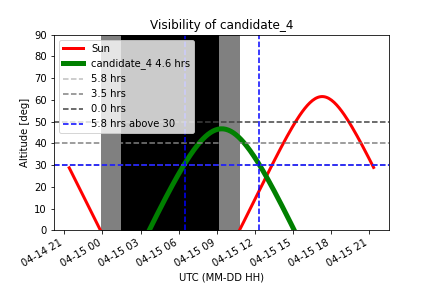 Visibility of candidate_4
Altitude [deg]
90
80
70
60
50
40
30
20
10
0
Sun
candidate_4 4.6 hrs
5.8 hrs
3.5 hrs
0.0 hrs
5.8 hrs above 30
04-14 21
04-15 00
04-15 03
04-15 06
04-15 09
04-15 12
04-15 15
04-15 18
04-15 21
UTC (MM-DD HH)